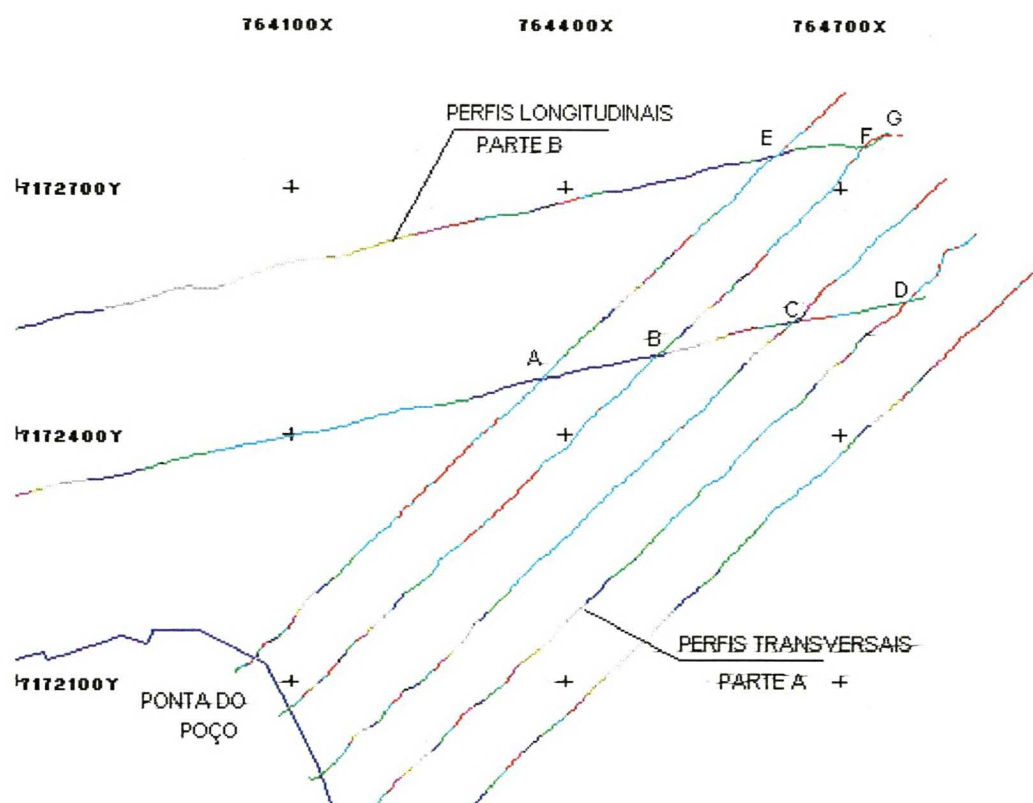 764100X 764400X 764700X
PERFIS LONGITUDINAIS
PARTE B
E F G
7172700Y
A B C D
7172400Y
PERFIS TRANSVERSAIS
PARTE A
7172100Y
PONTA DO
POÇO